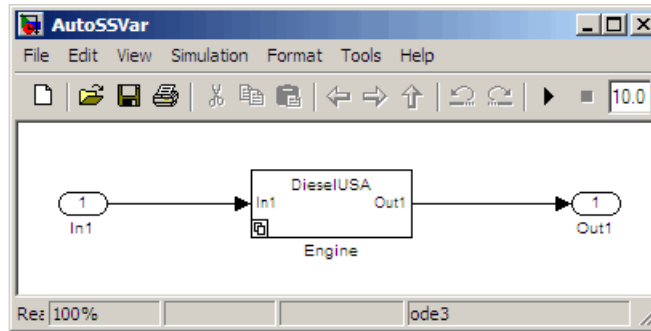 AutoSSVar
File Edit View Simulation Format Tools Help
10.0
DieselUSA
1 In1 Out1 1
In1 Engine Out1
100% ode3